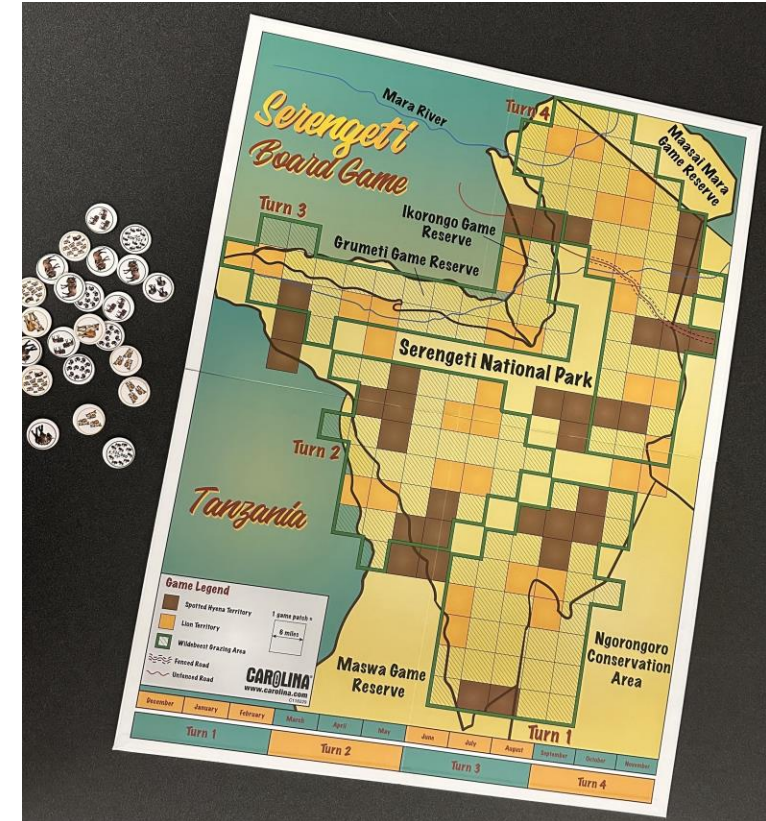 Mara River
Turn 4
Serengeti
Board Game
Maasai Mara
Game Reserve
Turn 3
Ikorongo Game
Reserve
Grumeti Game Reserve
Serengeti National Park
Turn 2
Tanzania
Game Legend
Spotted Hyena Territory
Lion Territory
Wildebeest Grazing Area
Fenced Road
Unfenced Road
1 game patch =
6 miles
CAROLINA
www.carolina.com
Maswa Game
Reserve
Ngorongoro
Conservation
Area
Turn 1
December January February March April May June July August September October November
Turn 1 Turn 2 Turn 3 Turn 4